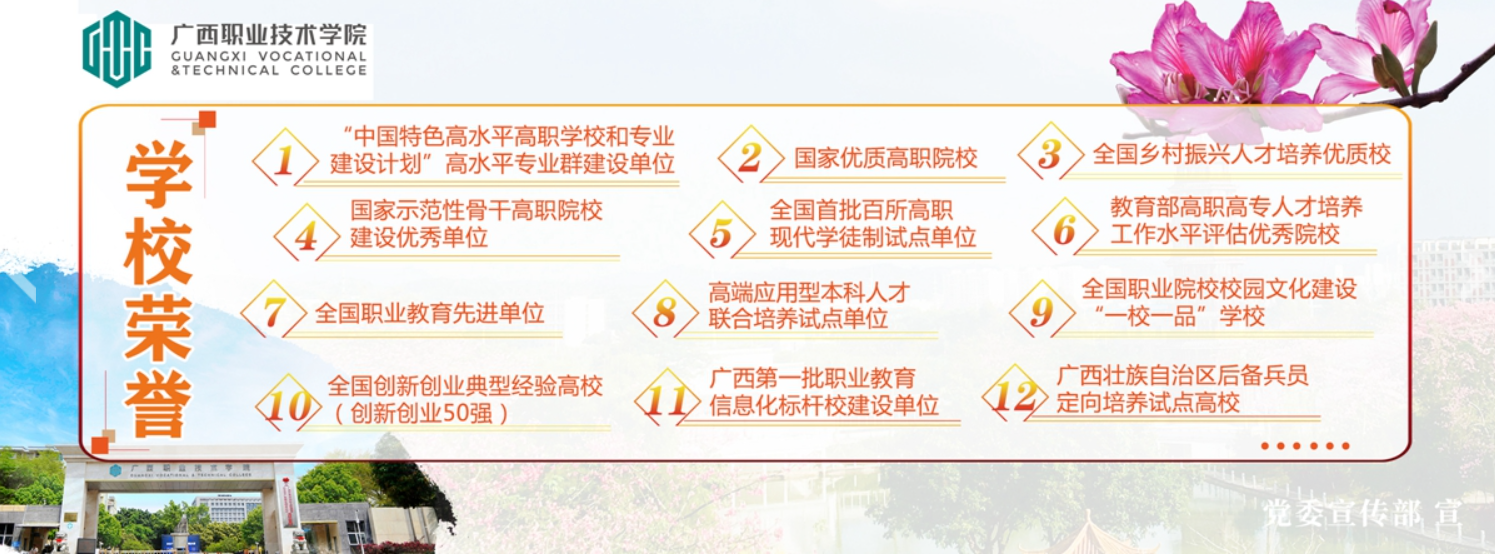 广西职业技术学院
GUANGXI VOCATIONAL
&TECHNICAL COLLEGE
学校荣誉
1
“中国特色高水平高职学校和专业
建设计划”高水平专业群建设单位
2
国家优质高职院校
3
全国乡村振兴人才培养优质校
4
国家示范性骨干高职院校
建设优秀单位
5
全国首批百所高职
现代学徒制试点单位
6
教育部高职高专人才培养
工作水平评估优秀院校
7
全国职业教育先进单位
8
高端应用型本科人才
联合培养试点单位
9
全国职业院校校园文化建设
“一校一品”学校
10
全国创新创业典型经验高校
（创新创业50强）
11
广西第一批职业教育
信息化标杆校建设单位
12
广西壮族自治区后备兵员
定向培养试点高校
••••••
广西职业技术学院
GUANGXI VOCATIONAL & TECHNICAL COLLEGE
党委宣传部 宣